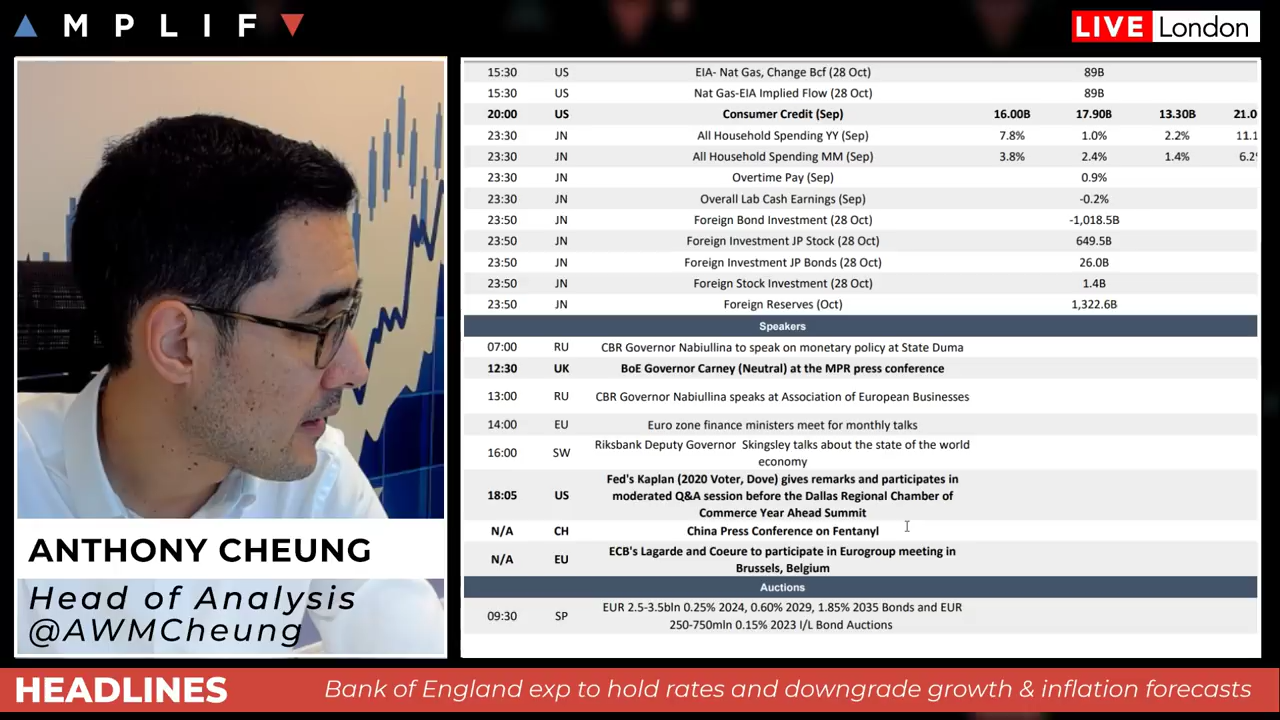 MPLIF
LIVE London
15:30 US EIA- Nat Gas, Change Bcf (28 Oct) 89B
15:30 US Nat Gas-EIA Implied Flow (28 Oct) 89B
20:00 US Consumer Credit (Sep) 16.00B 17.90B 13.30B 21.0
23:30 JN All Household Spending YY (Sep) 7.8% 1.0% 2.2% 11.1
23:30 JN All Household Spending MM (Sep) 3.8% 2.4% 1.4% 6.2
23:30 JN Overtime Pay (Sep) 0.9%
23:30 JN Overall Lab Cash Earnings (Sep) -0.2%
23:50 JN Foreign Bond Investment (28 Oct) -1,018.5B
23:50 JN Foreign Investment JP Stock (28 Oct) 649.5B
23:50 JN Foreign Investment JP Bonds (28 Oct) 26.0B
23:50 JN Foreign Stock Investment (28 Oct) 1.4B
23:50 JN Foreign Reserves (Oct) 1,322.6B
Speakers
07:00 RU CBR Governor Nabiullina to speak on monetary policy at State Duma
12:30 UK BoE Governor Carney (Neutral) at the MPR press conference
13:00 RU CBR Governor Nabiullina speaks at Association of European Businesses
14:00 EU Euro zone finance ministers meet for monthly talks
16:00 SW Riksbank Deputy Governor Skingsley talks about the state of the world
economy
18:05 US Fed's Kaplan (2020 Voter, Dove) gives remarks and participates in
moderated Q&A session before the Dallas Regional Chamber of
Commerce Year Ahead Summit
N/A CH China Press Conference on Fentanyl
N/A EU ECB's Lagarde and Coeure to participate in Eurogroup meeting in
Brussels, Belgium
Auctions
09:30 SP EUR 2.5-3.5bln 0.25% 2024, 0.60% 2029, 1.85% 2035 Bonds and EUR
250-750mln 0.15% 2023 I/L Bond Auctions
ANTHONY CHEUNG
Head of Analysis
@AWMCheung
HEADLINES Bank of England exp to hold rates and downgrade growth & inflation forecasts